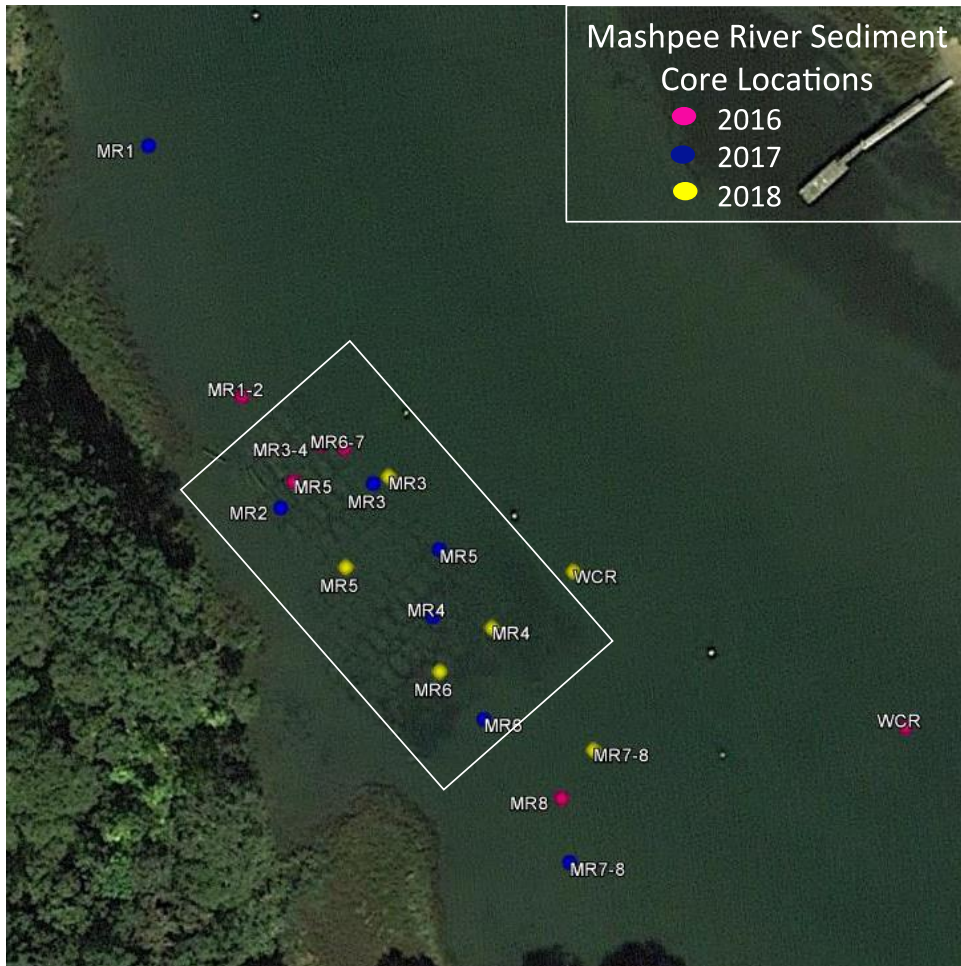 Mashpee River Sediment
Core Locations
2016
2017
2018
MR1
MR1-2
MR3-4
MR6-7
MR5
MR3
MR3
MR2
MR5
MR5
WCR
MR4
MR4
MR6
MR6
WCR
MR7-8
MR8
MR7-8